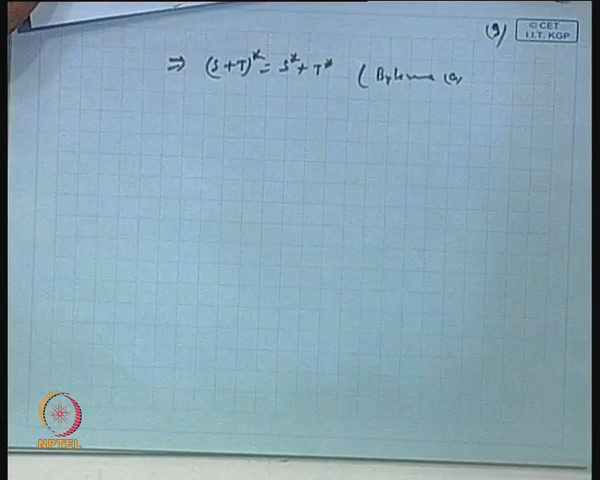 (9)
© CET
I.I.T. KGP
⇒ (S+T)* = S* + T* ( By lemma (a)
NPTEL